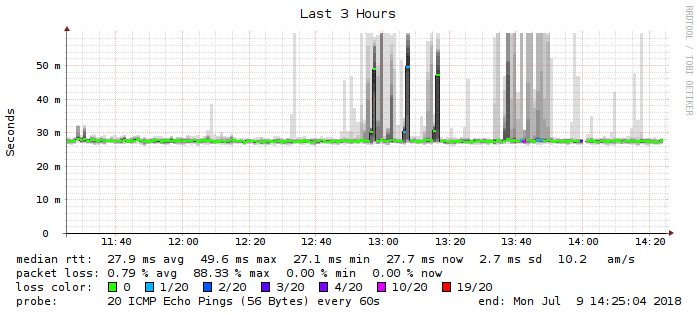 Last 3 Hours
RRDTOOL / TOBI OETIKER
Seconds
50 m
40 m
30 m
20 m
10 m
0
11:40 12:00 12:20 12:40 13:00 13:20 13:40 14:00 14:20
median rtt: 27.9 ms avg 49.6 ms max 27.1 ms min 27.7 ms now 2.7 ms sd 10.2 am/s
packet loss: 0.79 % avg 88.33 % max 0.00 % min 0.00 % now
loss color: 0 1/20 2/20 3/20 4/20 10/20 19/20
probe: 20 ICMP Echo Pings (56 Bytes) every 60s end: Mon Jul 9 14:25:04 2018